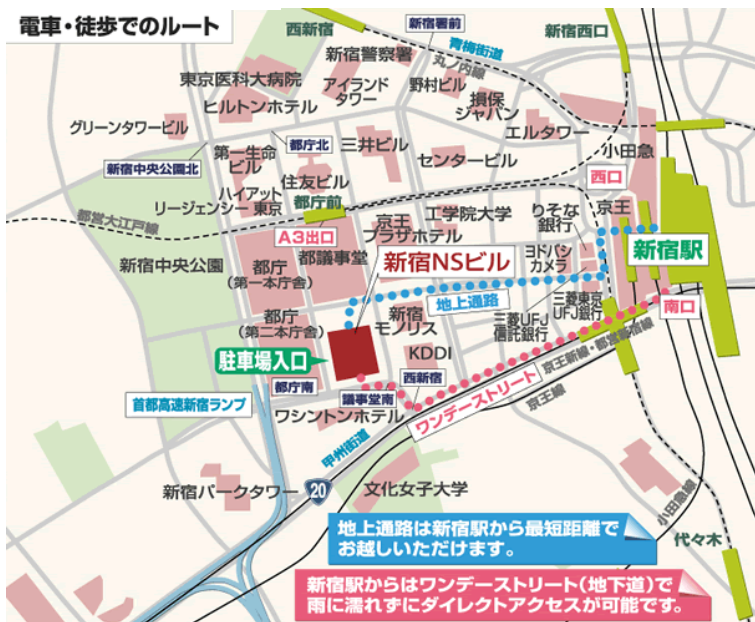 電車・徒歩でのルート
西新宿
新宿署前
青梅街道
新宿西口
新宿警察署
丸ノ内線
東京医科大病院
アイランド
タワー
野村ビル
ヒルトンホテル
損保
ジャパン
グリーンタワービル
エルタワー
都庁北
三井ビル
小田急
第一生命
ビル
センタービル
新宿中央公園北
西口
住友ビル
ハイアット
リージェンシー東京
都庁前
都営大江戸線
京王
プラザホテル
工学院大学
りそな
銀行
京王
A3出口
都議事堂
新宿駅
新宿中央公園
都庁
(第一本庁舎)
新宿NSビル
ヨドバシ
カメラ
地上通路
三菱東京
UFJ銀行
南口
都庁
(第二本庁舎)
新宿
モノリス
三菱UFJ
信託銀行
駐車場入口
KDDI
京王新線・都営新宿線
都庁南
西新宿
議事堂南
ワンデーストリート
京王線
首都高速新宿ランプ
ワシントンホテル
甲州街道
新宿パークタワー
20
文化女子大学
小田急線
代々木
地上通路は新宿駅から最短距離で
お越しいただけます。
新宿駅からはワンデーストリート(地下道)で
雨に濡れずにダイレクトアクセスが可能です。